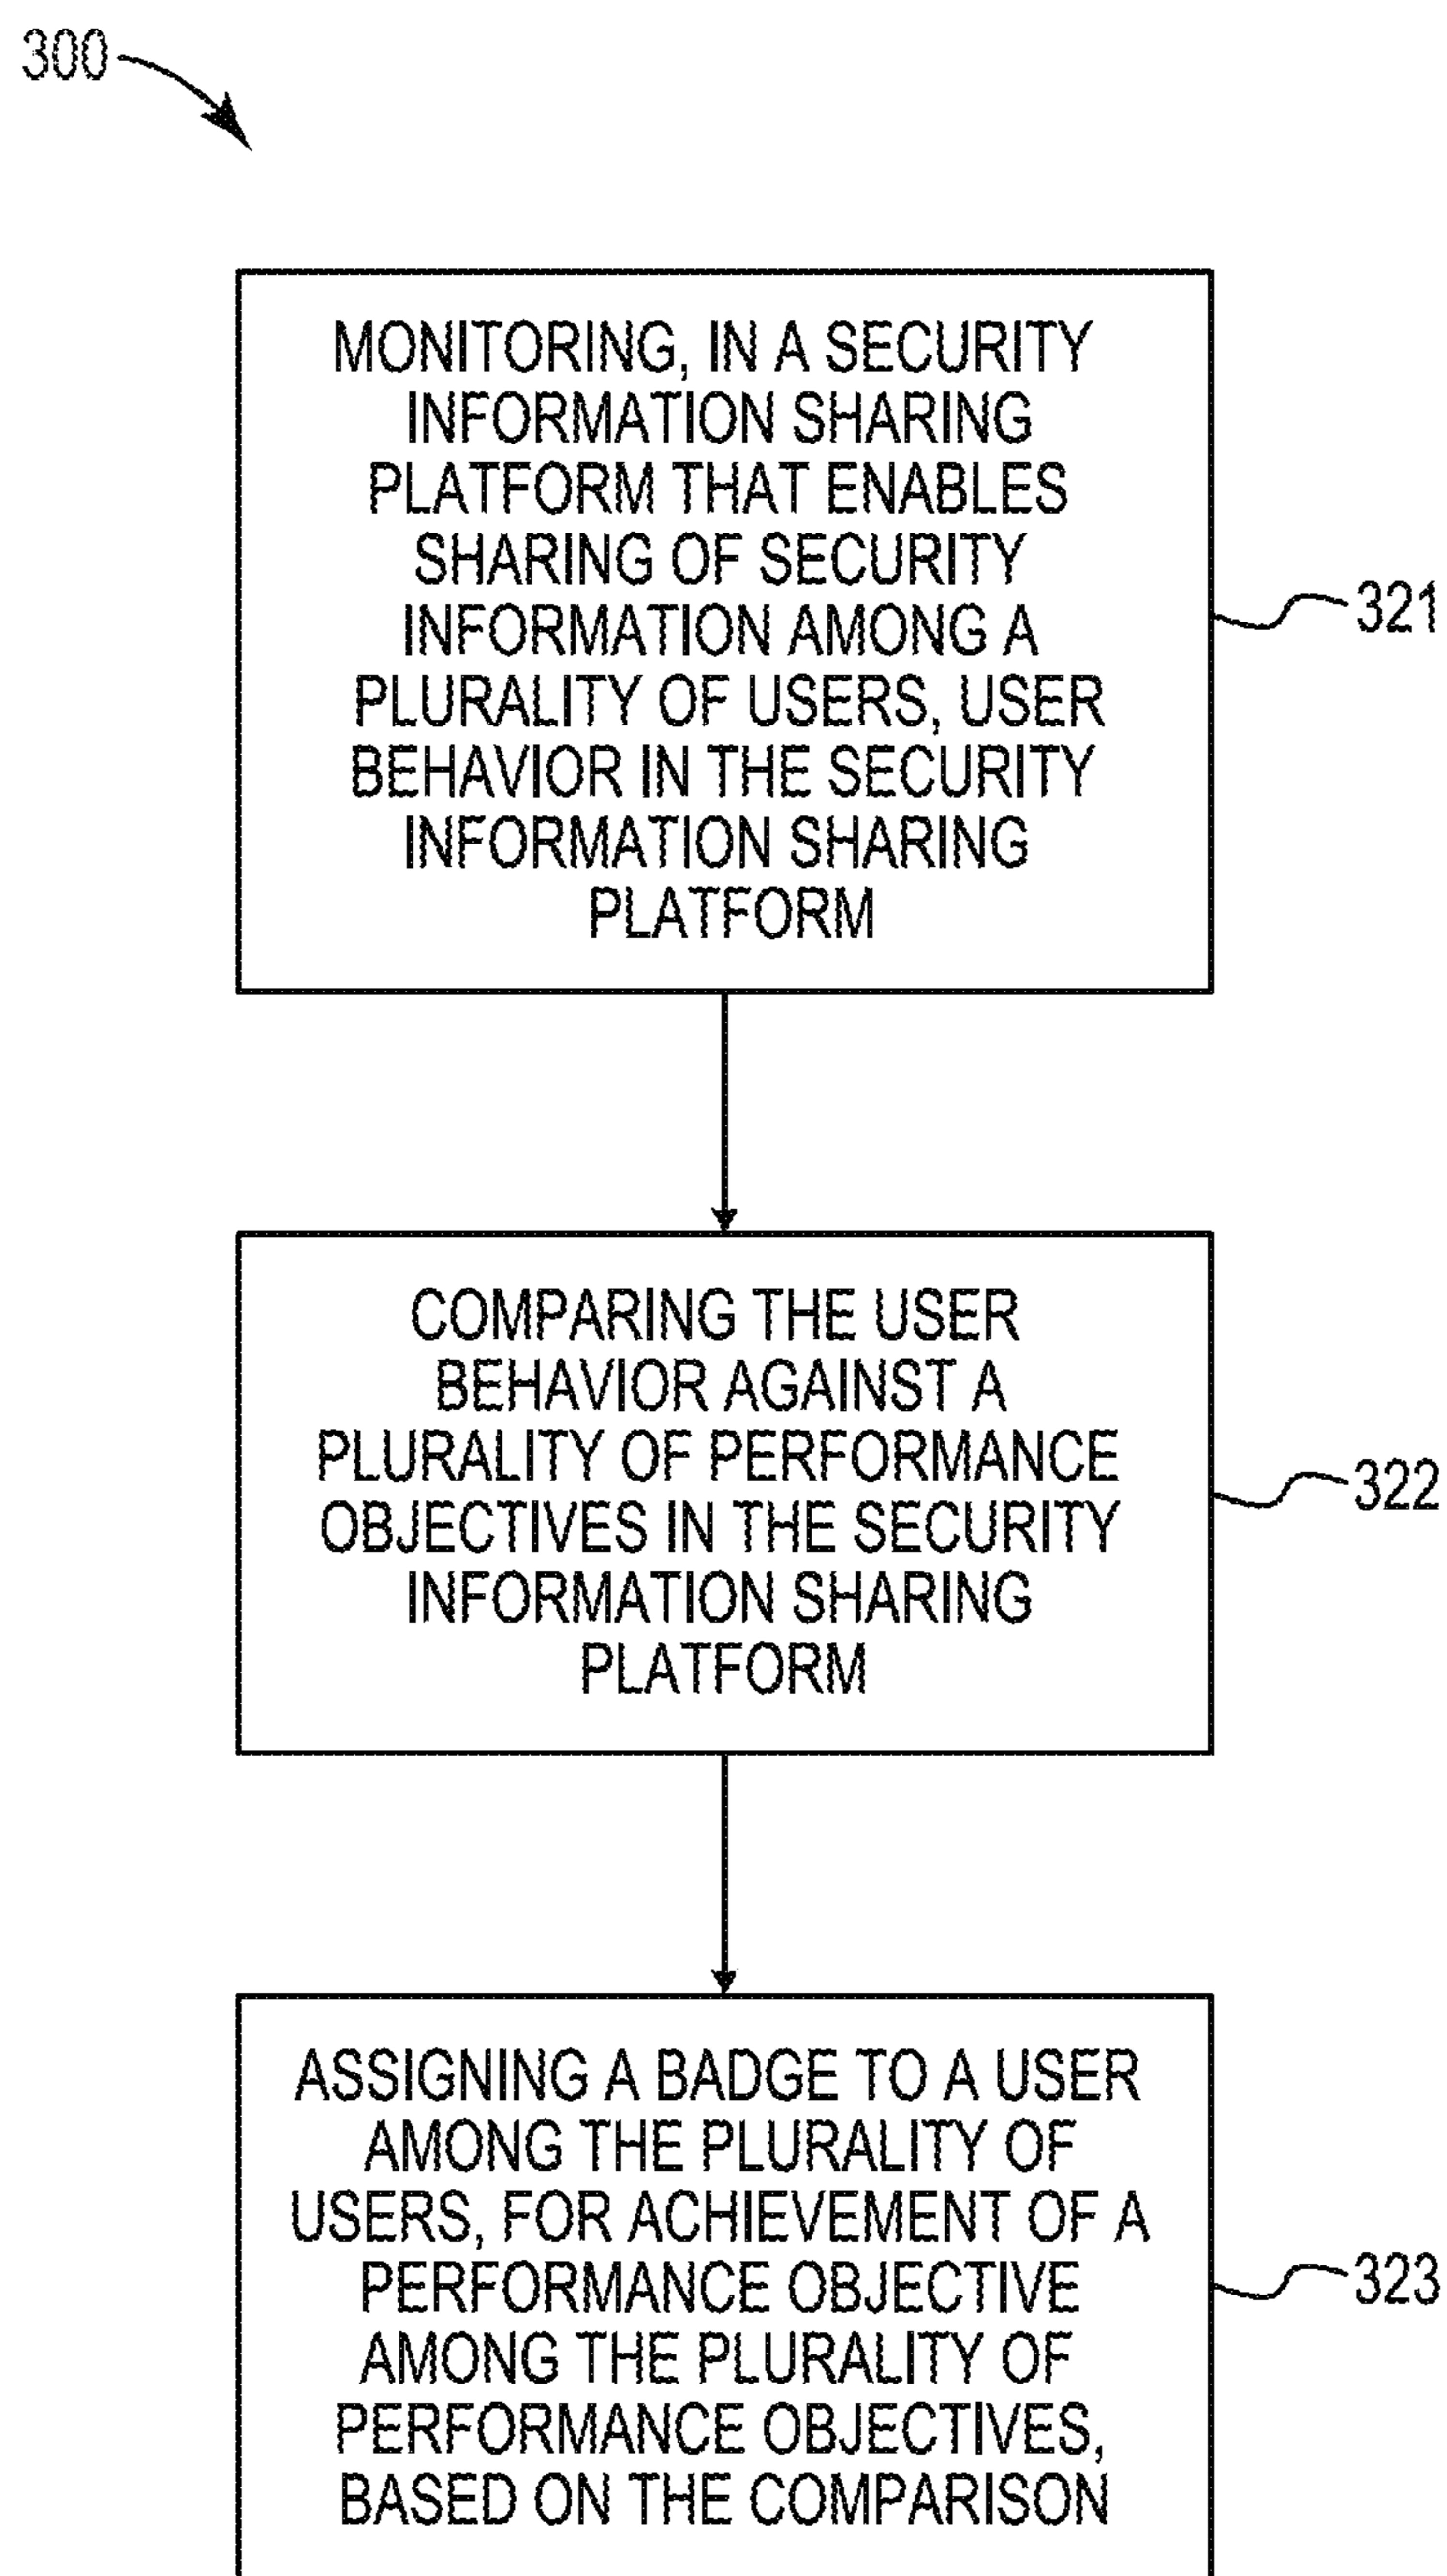 300
MONITORING, IN A SECURITY
INFORMATION SHARING
PLATFORM THAT ENABLES
SHARING OF SECURITY
INFORMATION AMONG A
PLURALITY OF USERS, USER
BEHAVIOR IN THE SECURITY
INFORMATION SHARING
PLATFORM
321
COMPARING THE USER
BEHAVIOR AGAINST A
PLURALITY OF PERFORMANCE
OBJECTIVES IN THE SECURITY
INFORMATION SHARING
PLATFORM
322
ASSIGNING A BADGE TO A USER
AMONG THE PLURALITY OF
USERS, FOR ACHIEVEMENT OF A
PERFORMANCE OBJECTIVE
AMONG THE PLURALITY OF
PERFORMANCE OBJECTIVES,
BASED ON THE COMPARISON
323